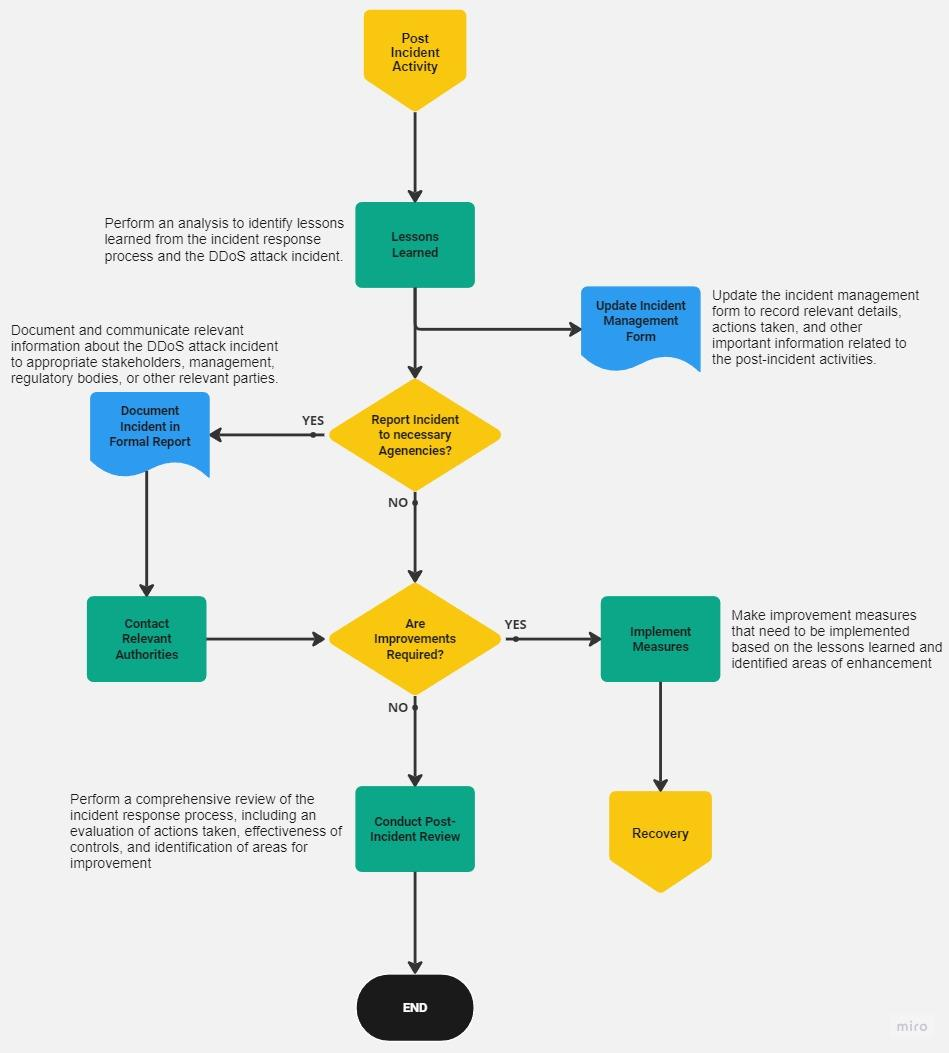 Post
Incident
Activity
Perform an analysis to identify lessons
learned from the incident response
process and the DDoS attack incident.
Lessons
Learned
Update Incident
Management
Form
Update the incident management
form to record relevant details,
actions taken, and other
important information related to
the post-incident activities.
Document and communicate relevant
information about the DDoS attack incident
to appropriate stakeholders, management,
regulatory bodies, or other relevant parties.
Document
Incident in
Formal Report
YES
Report Incident
to necessary
Agenencies?
NO
Contact
Relevant
Authorities
Are
Improvements
Required?
YES
Implement
Measures
Make improvement measures
that need to be implemented
based on the lessons learned and
identified areas of enhancement
NO
Perform a comprehensive review of the
incident response process, including an
evaluation of actions taken, effectiveness of
controls, and identification of areas for
improvement
Conduct Post-
Incident Review
Recovery
END
miro